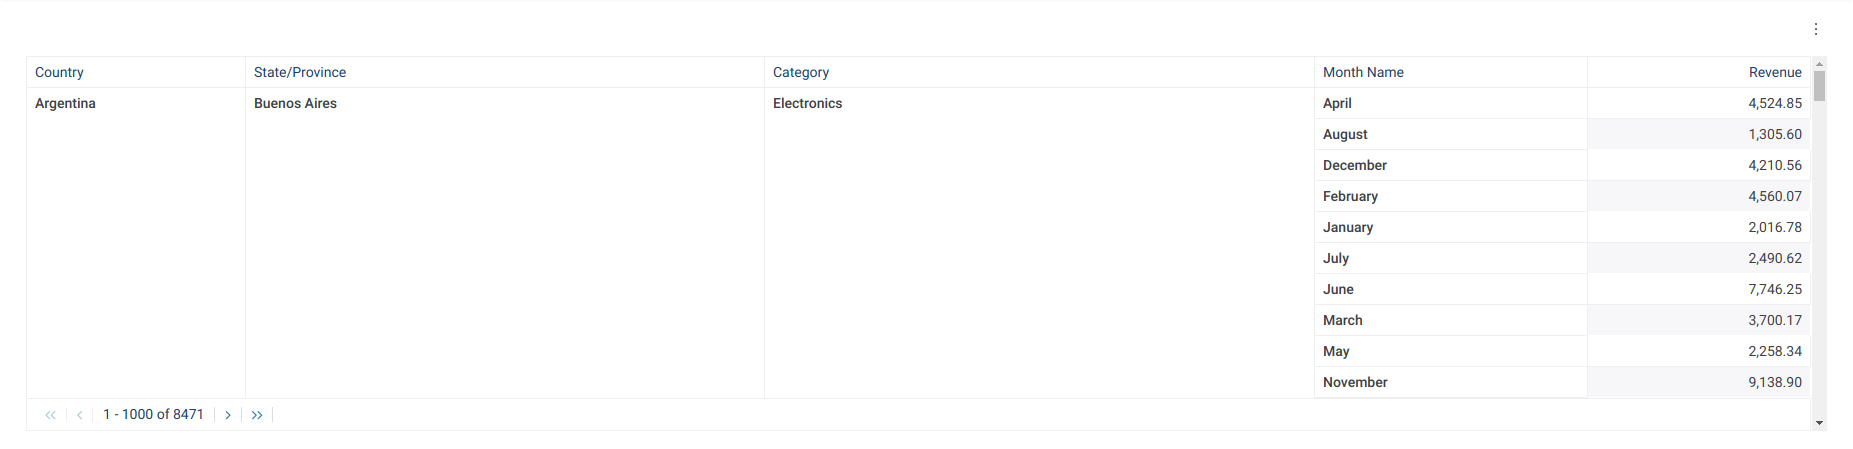 Country State/Province Category Month Name Revenue
Argentina Buenos Aires Electronics April 4,524.85
August 1,305.60
December 4,210.56
February 4,560.07
January 2,016.78
July 2,490.62
June 7,746.25
March 3,700.17
May 2,258.34
November 9,138.90
1 - 1000 of 8471